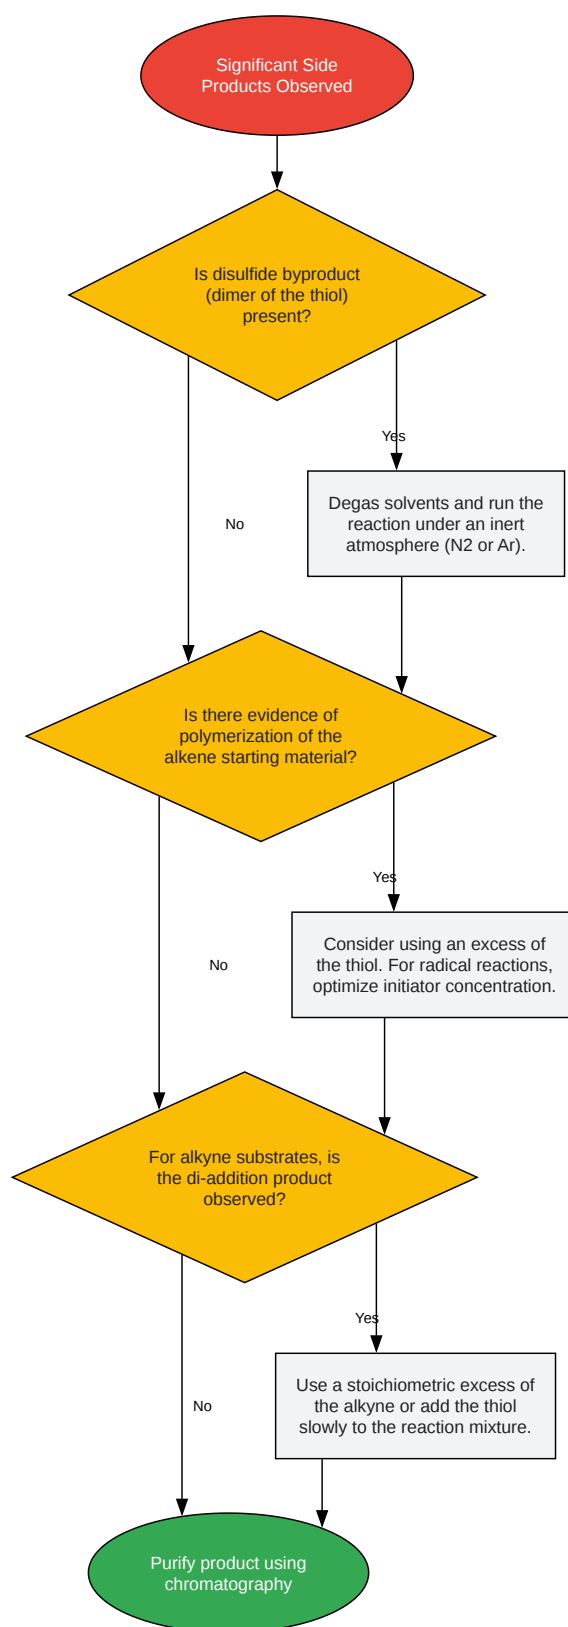 Significant Side
Products Observed
Is disulfide byproduct
(dimer of the thiol)
present?
Yes
No
Degas solvents and run the
reaction under an inert
atmosphere (N2 or Ar).
Is there evidence of
polymerization of the
alkene starting material?
Yes
No
Consider using an excess of
the thiol. For radical reactions,
optimize initiator concentration.
For alkyne substrates, is
the di-addition product
observed?
Yes
No
Use a stoichiometric excess of
the alkyne or add the thiol
slowly to the reaction mixture.
Purify product using
chromatography